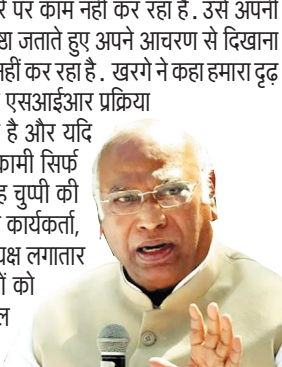 रे पर काम नहीं कर रहा है. उसे अपनी
ठा जताते हुए अपने आचरण से दिखाना
नहीं कर रहा है. खरगे ने कहा हमारा दृढ़
एसआईआर प्रक्रिया
है और यदि
कामी सिर्फ
ह चुप्पी की
कार्यकर्ता,
यक्ष लगातार
ों को
ल